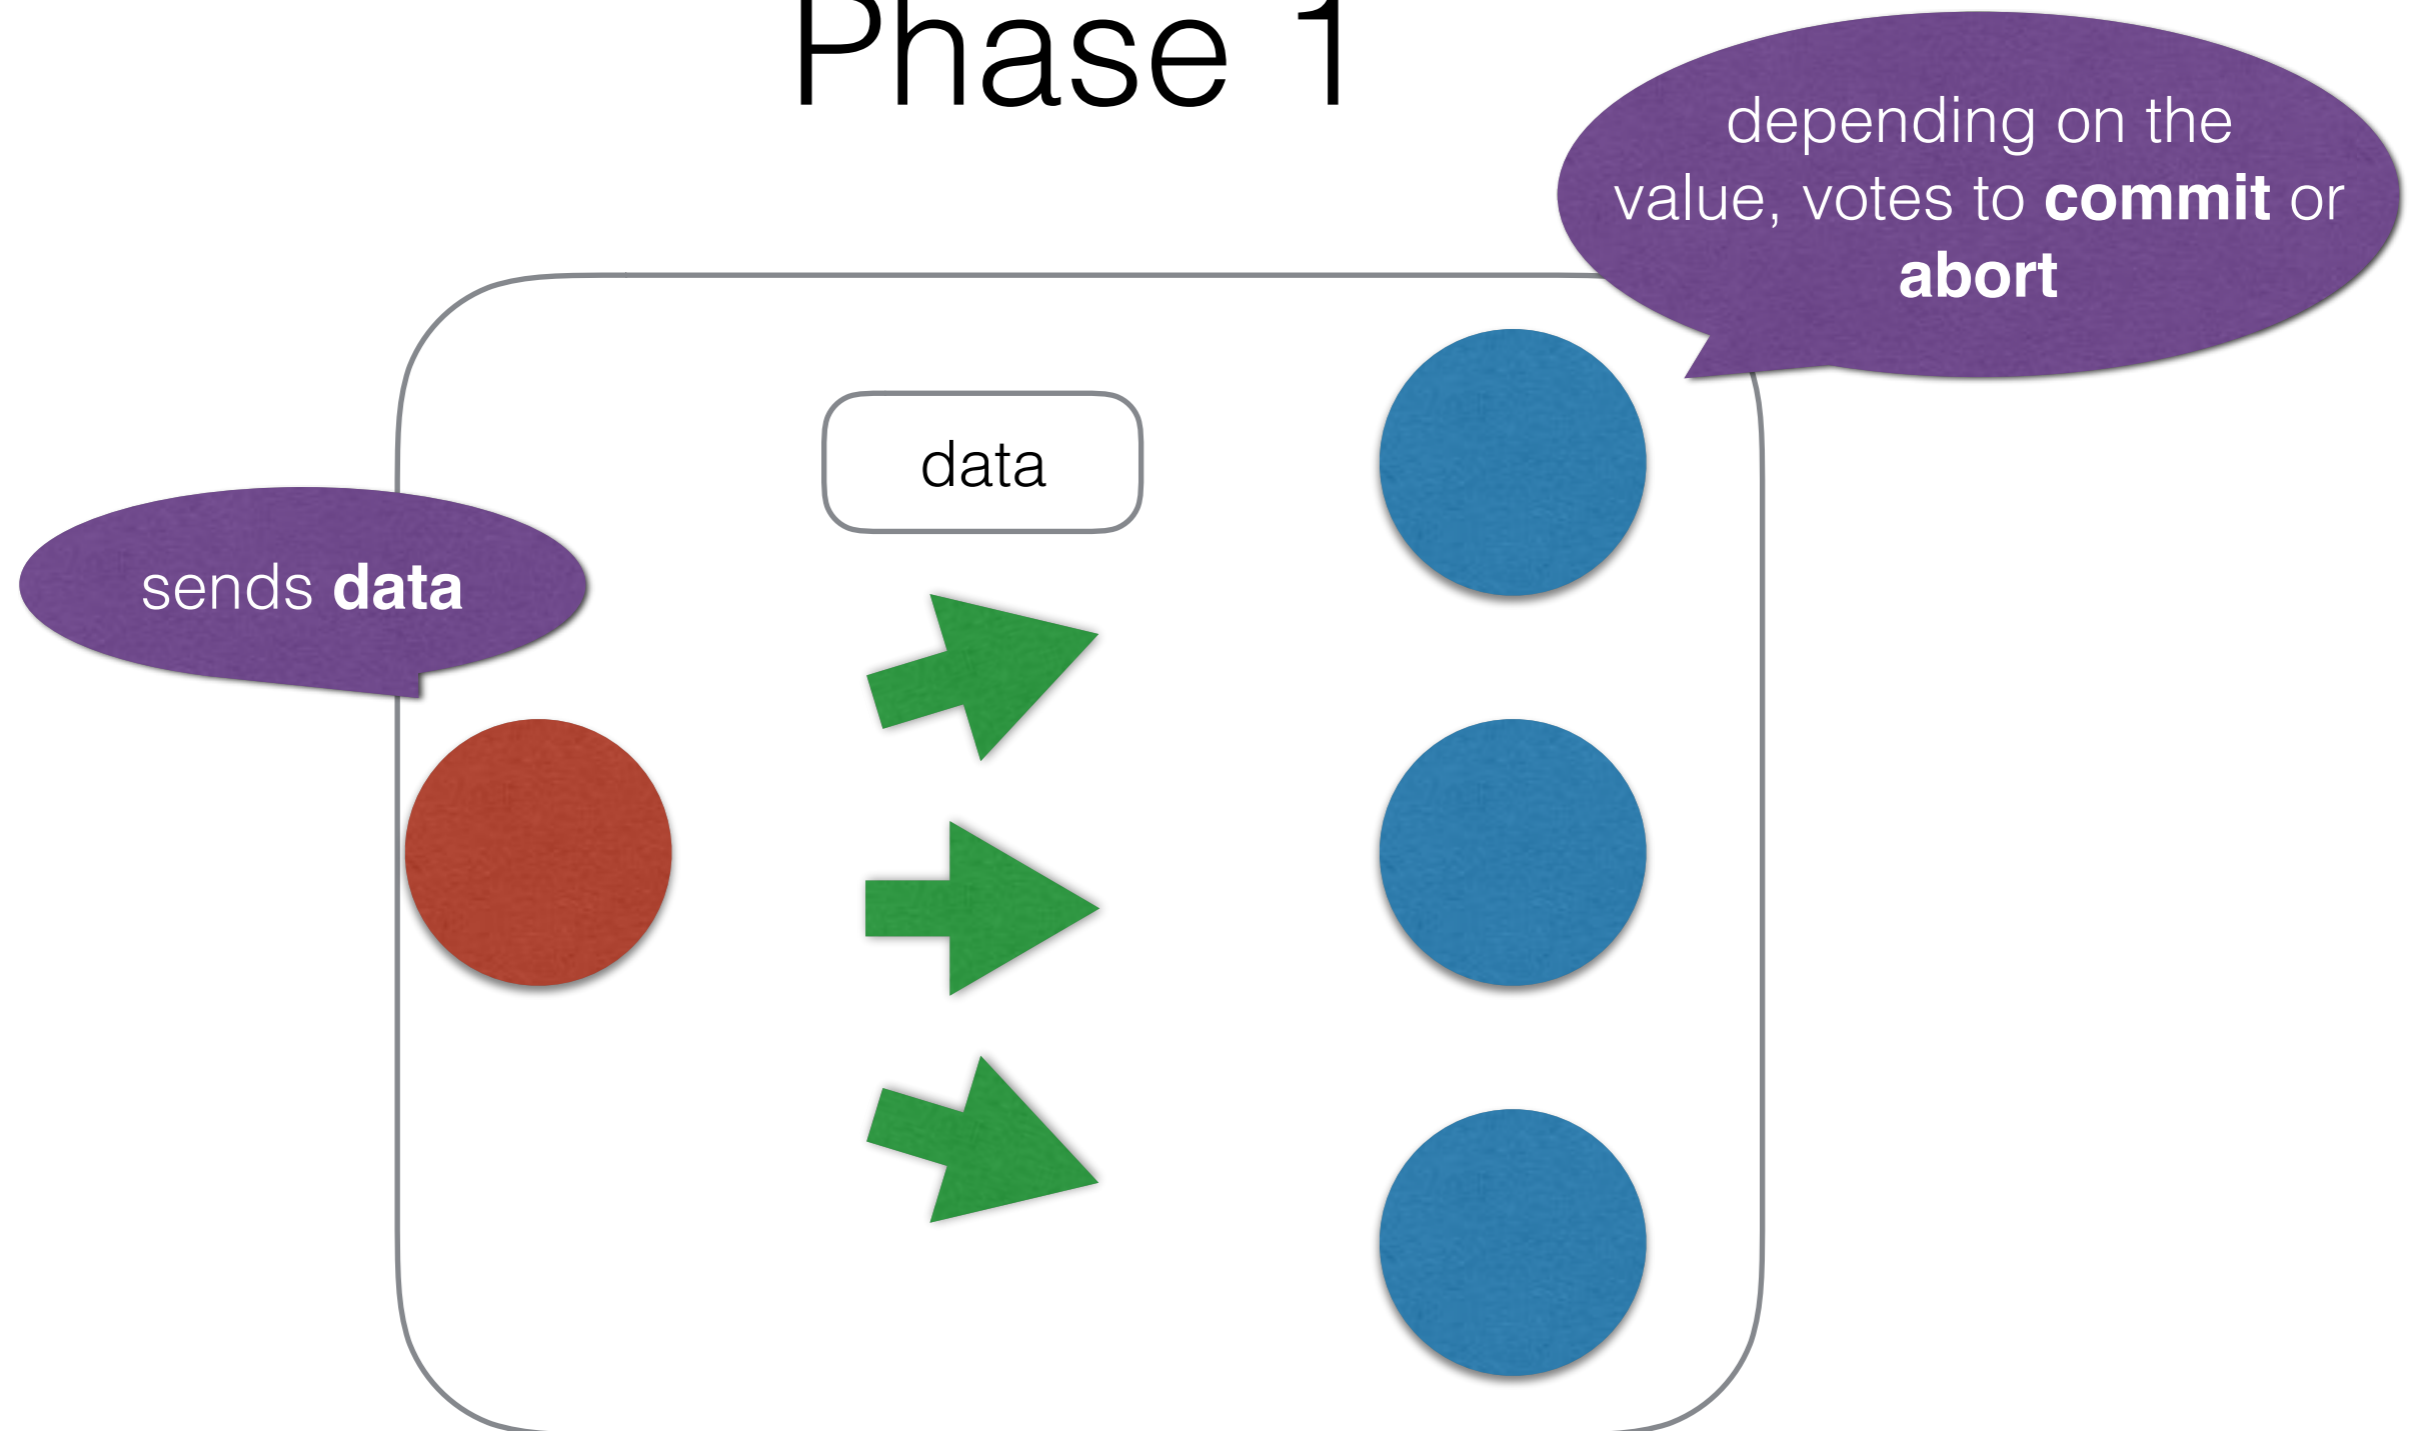 Phase 1
depending on the
value, votes to commit or
abort
data
sends data